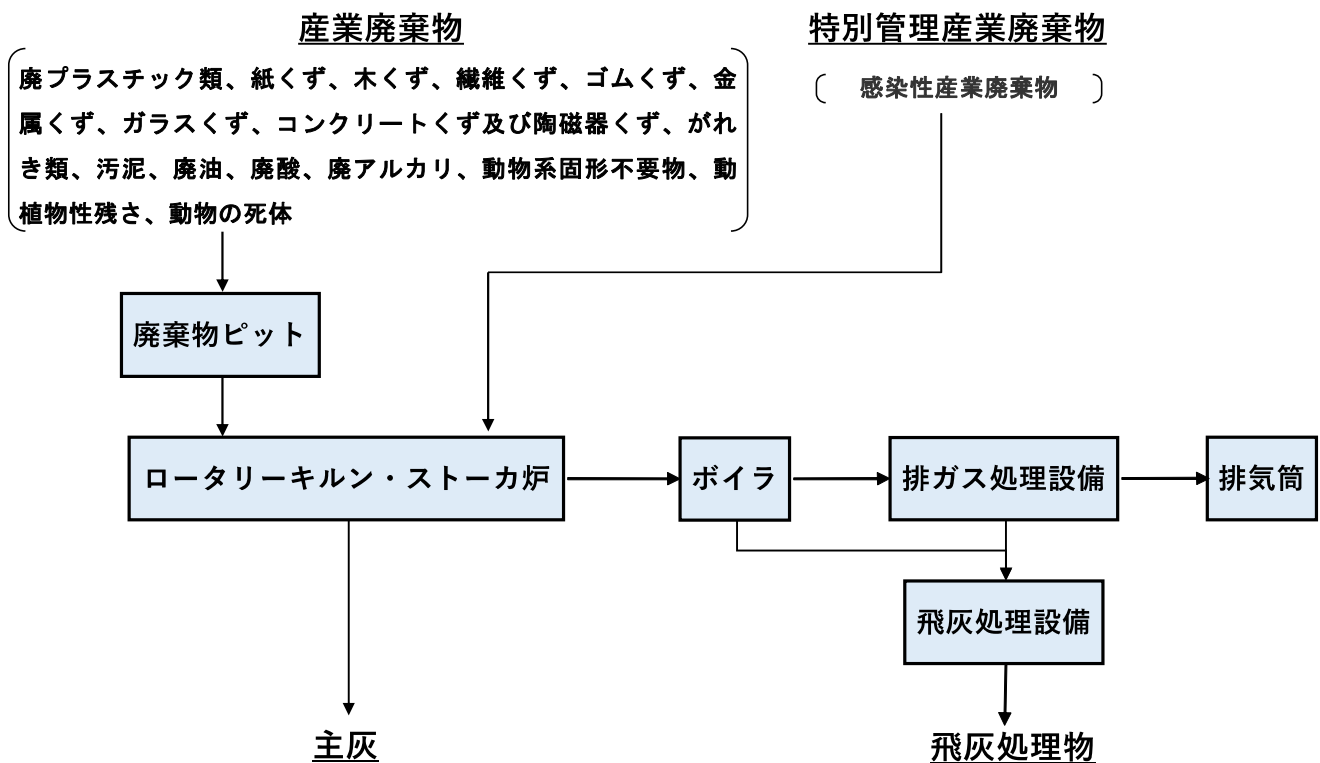 産業廃棄物
廃プラスチック類、紙くず、木くず、繊維くず、ゴムくず、金
属くず、ガラスくず、コンクリートくず及び陶磁器くず、がれ
き類、汚泥、廃油、廃酸、廃アルカリ、動物系固形不要物、動
植物性残さ、動物の死体
特別管理産業廃棄物
感染性産業廃棄物
廃棄物ピット
ロータリーキルン・ストーカ炉
ボイラ
排ガス処理設備
排気筒
飛灰処理設備
主灰
飛灰処理物